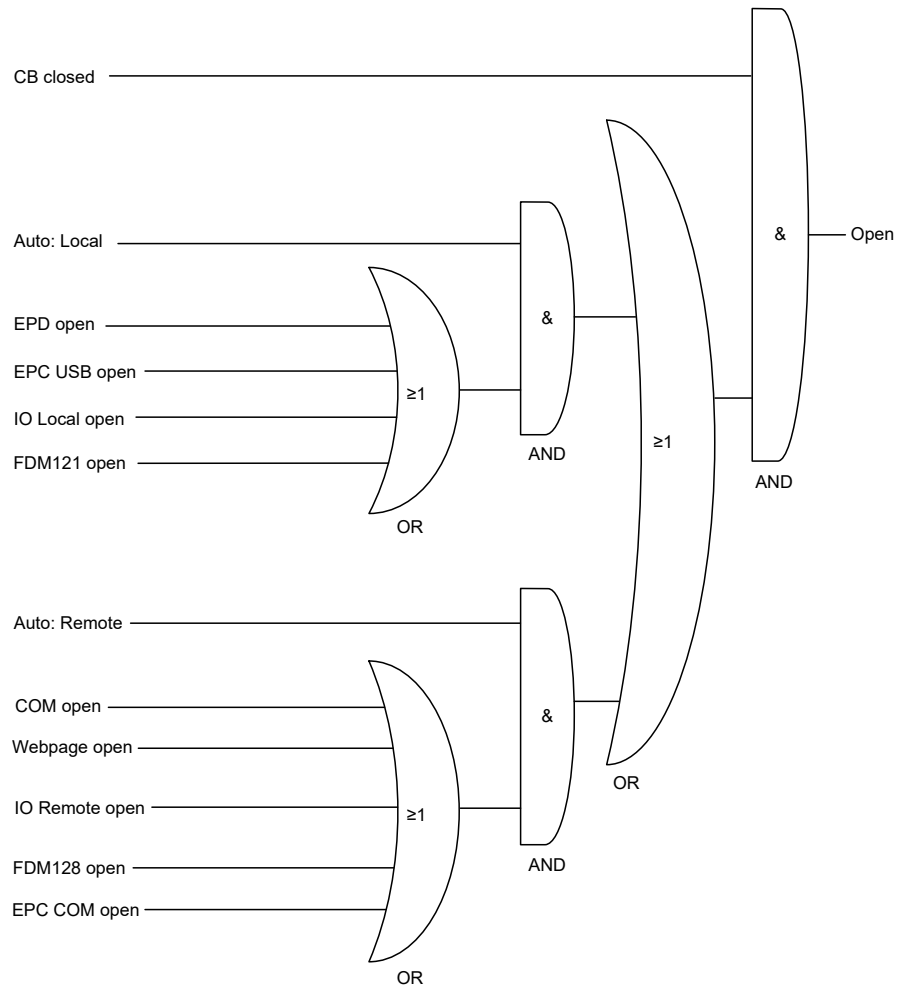 CB closed
&
Open
Auto: Local
&
EPD open
EPC USB open
IO Local open
FDM121 open
≥1
AND
OR
≥1
AND
Auto: Remote
COM open
Webpage open
IO Remote open
FDM128 open
EPC COM open
&
≥1
OR
AND
OR